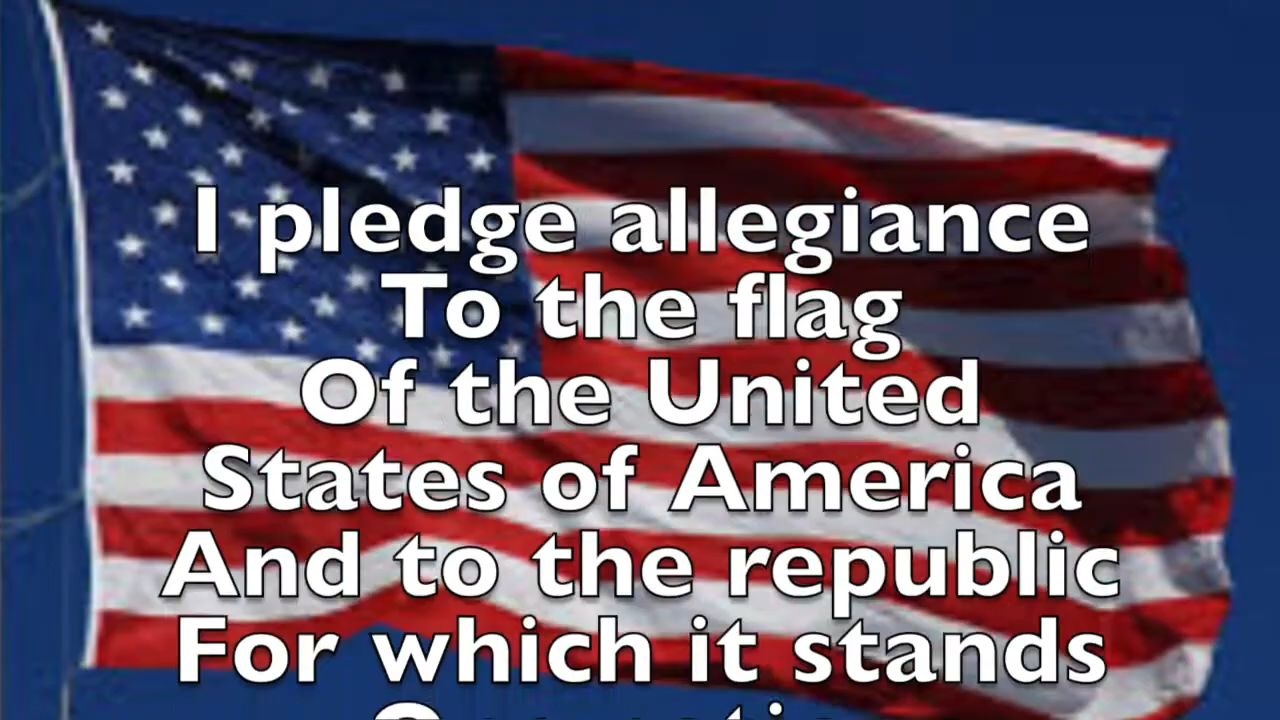 I pledge allegiance
To the flag
Of the United
States of America
And to the republic
For which it stands